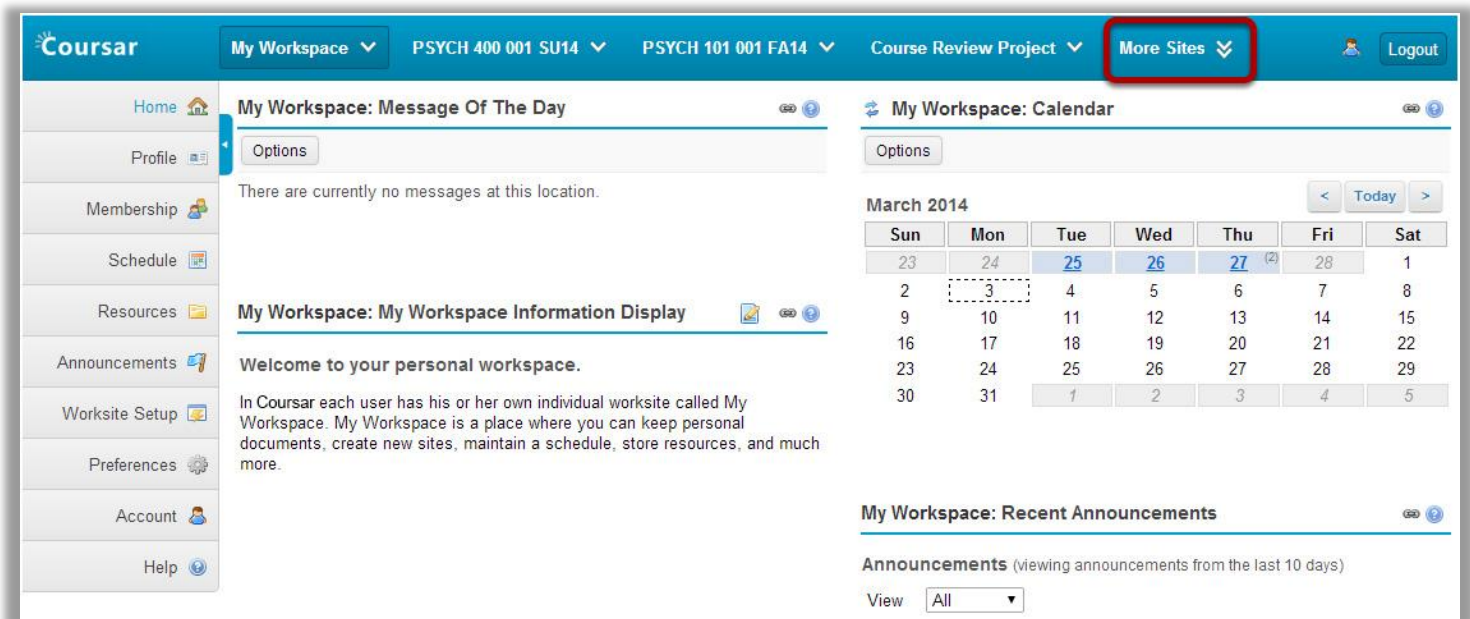 Coursar
My Workspace
PSYCH 400 001 SU14
PSYCH 101 001 FA14
Course Review Project
More Sites
Logout
Home
Profile
Membership
Schedule
Resources
Announcements
Worksite Setup
Preferences
Account
Help
My Workspace: Message Of The Day
Options
There are currently no messages at this location.
My Workspace: My Workspace Information Display
Welcome to your personal workspace.
In Coursar each user has his or her own individual worksite called My
Workspace. My Workspace is a place where you can keep personal
documents, create new sites, maintain a schedule, store resources, and much
more.
My Workspace: Calendar
Options
March 2014
< Today >
Sun Mon Tue Wed Thu Fri Sat
23 24 25 26 27 (2) 28 1
2 3 4 5 6 7 8
9 10 11 12 13 14 15
16 17 18 19 20 21 22
23 24 25 26 27 28 29
30 31 1 2 3 4 5
My Workspace: Recent Announcements
Announcements (viewing announcements from the last 10 days)
View All